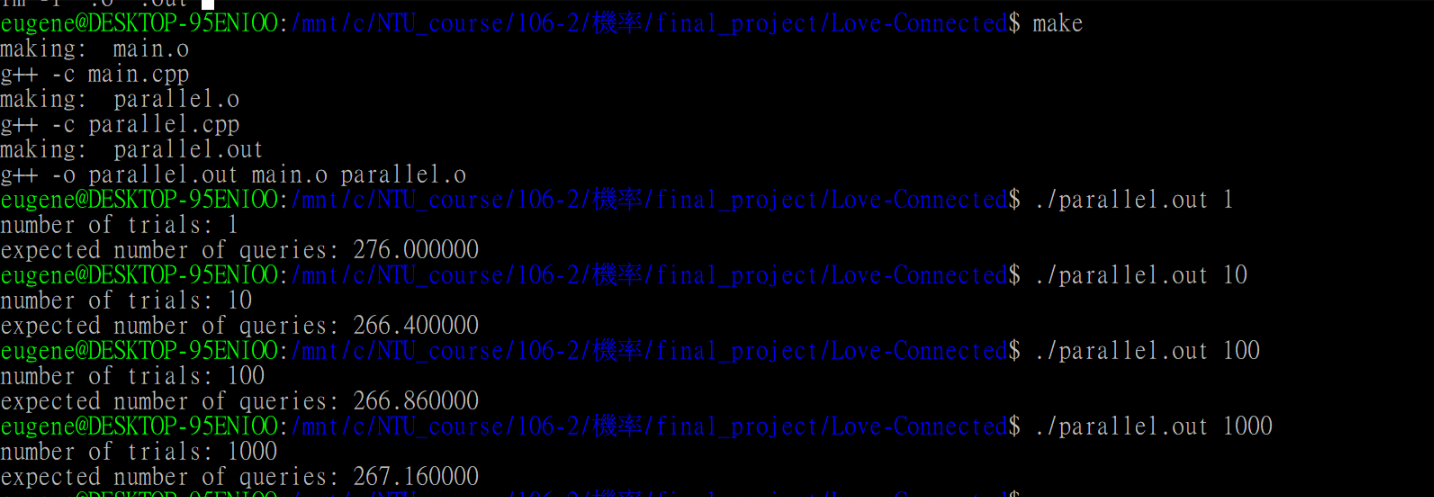 eugene@DESKTOP-95ENIOO:/mnt/c/NTU_course/106-2/機率/final_project/Love-Connected$ make
making:  main.o
g++ -c main.cpp
making:  parallel.o
g++ -c parallel.cpp
making:  parallel.out
g++ -o parallel.out main.o parallel.o
eugene@DESKTOP-95ENIOO:/mnt/c/NTU_course/106-2/機率/final_project/Love-Connected$ ./parallel.out 1
number of trials: 1
expected number of queries: 276.000000
eugene@DESKTOP-95ENIOO:/mnt/c/NTU_course/106-2/機率/final_project/Love-Connected$ ./parallel.out 10
number of trials: 10
expected number of queries: 266.400000
eugene@DESKTOP-95ENIOO:/mnt/c/NTU_course/106-2/機率/final_project/Love-Connected$ ./parallel.out 100
number of trials: 100
expected number of queries: 266.860000
eugene@DESKTOP-95ENIOO:/mnt/c/NTU_course/106-2/機率/final_project/Love-Connected$ ./parallel.out 1000
number of trials: 1000
expected number of queries: 267.160000